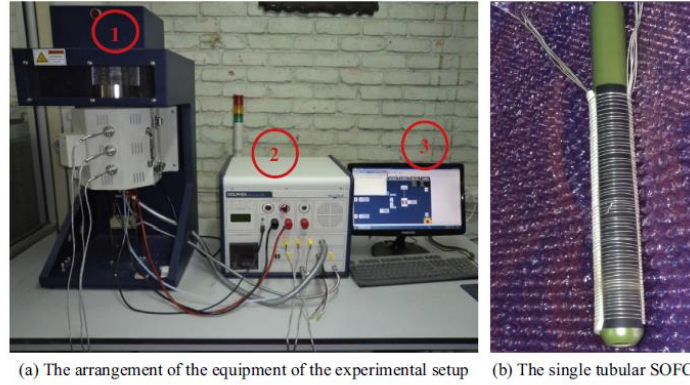 1
2
3
(a) The arrangement of the equipment of the experimental setup
(b) The single tubular SOFC